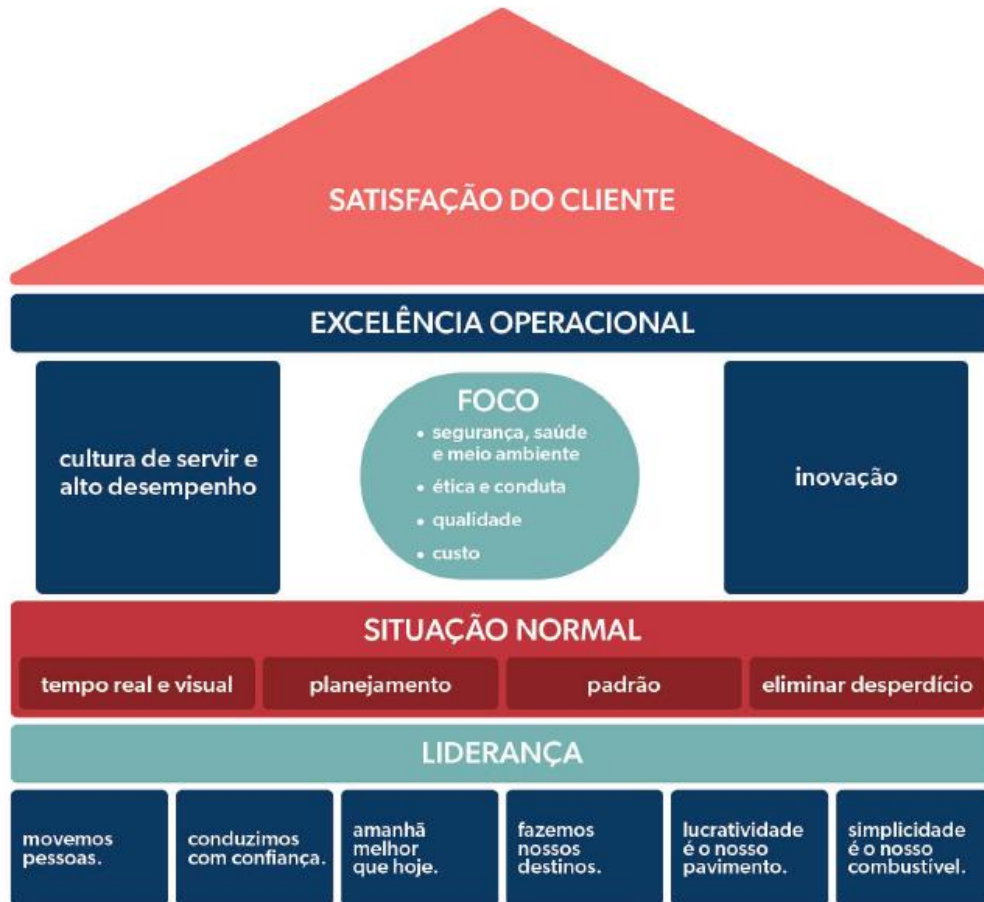 SATISFAÇÃO DO CLIENTE
EXCELÊNCIA OPERACIONAL
cultura de servir e
alto desempenho
FOCO
• segurança, saúde
e meio ambiente
• ética e conduta
• qualidade
• custo
inovação
SITUAÇÃO NORMAL
tempo real e visual
planejamento
padrão
eliminar desperdício
LIDERANÇA
movemos
pessoas.
conduzimos
com confiança.
amanhã
melhor
que hoje.
fazemos
nossos
destinos.
lucratividade
é o nosso
pavimento.
simplicidade
é o nosso
combustível.